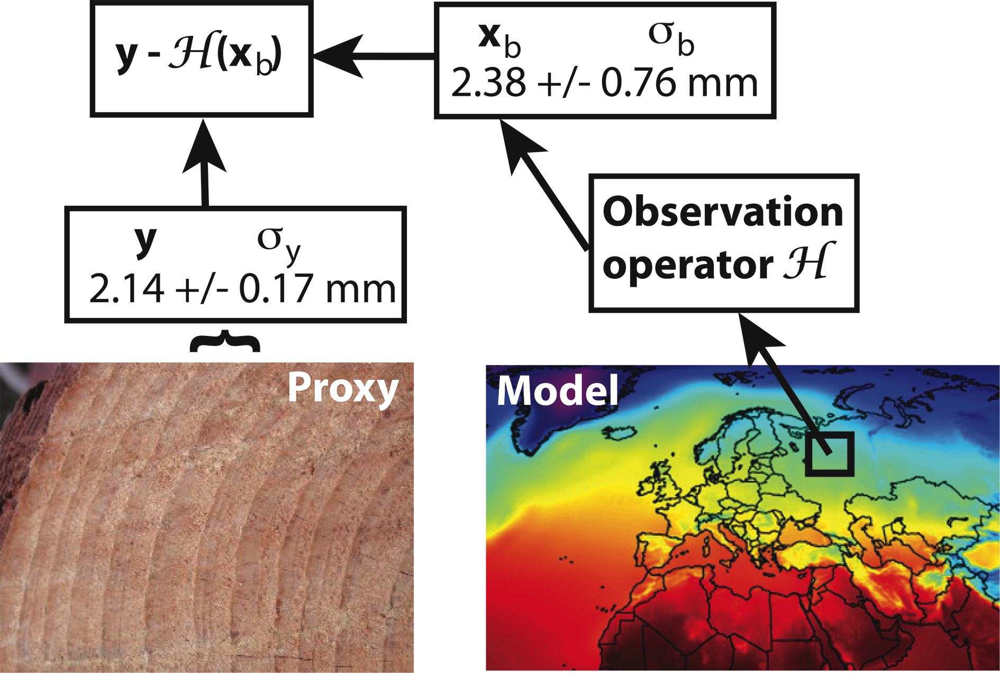 y - ℋ(x_b)
x_b σ_b
2.38 +/- 0.76 mm
y σ_y
2.14 +/- 0.17 mm
Observation
operator ℋ
Proxy
Model